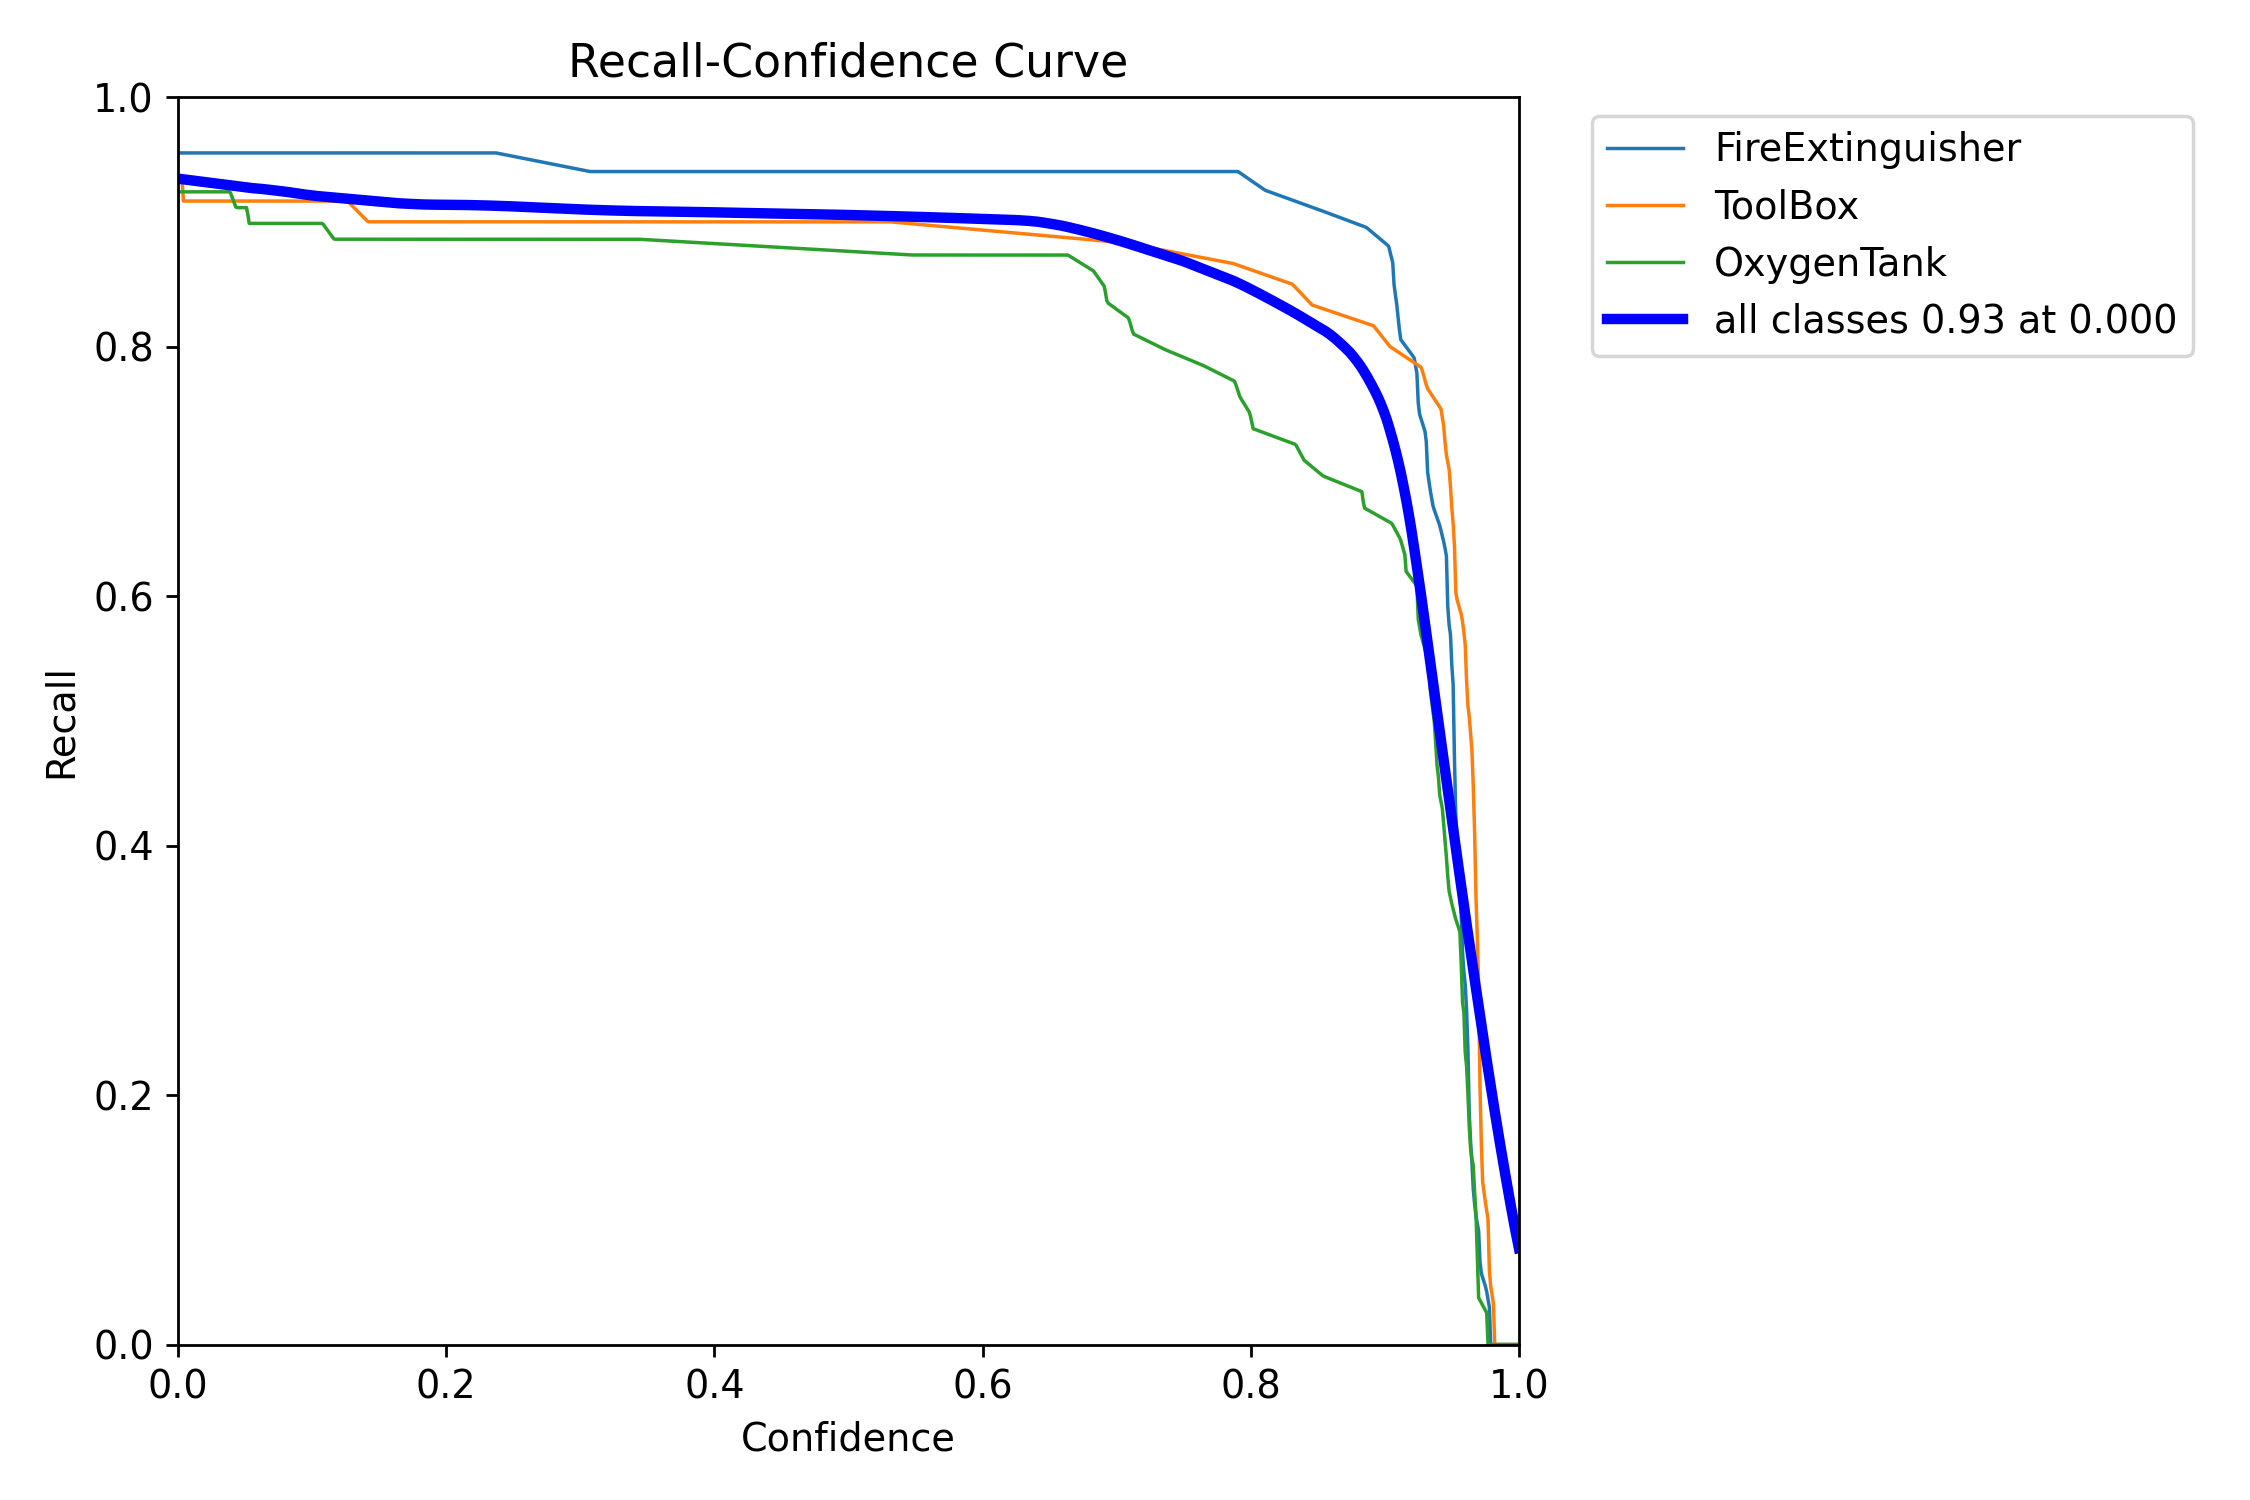 Recall-Confidence Curve
1.0
0.8
0.6
0.4
0.2
0.0
Recall
0.0 0.2 0.4 0.6 0.8 1.0
Confidence
FireExtinguisher
ToolBox
OxygenTank
all classes 0.93 at 0.000